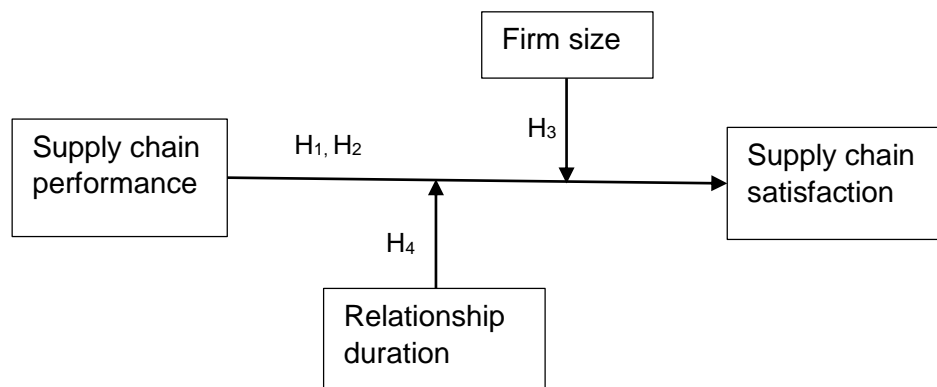 Firm size
H₃
Supply chain
performance
H₁, H₂
Supply chain
satisfaction
H₄
Relationship
duration